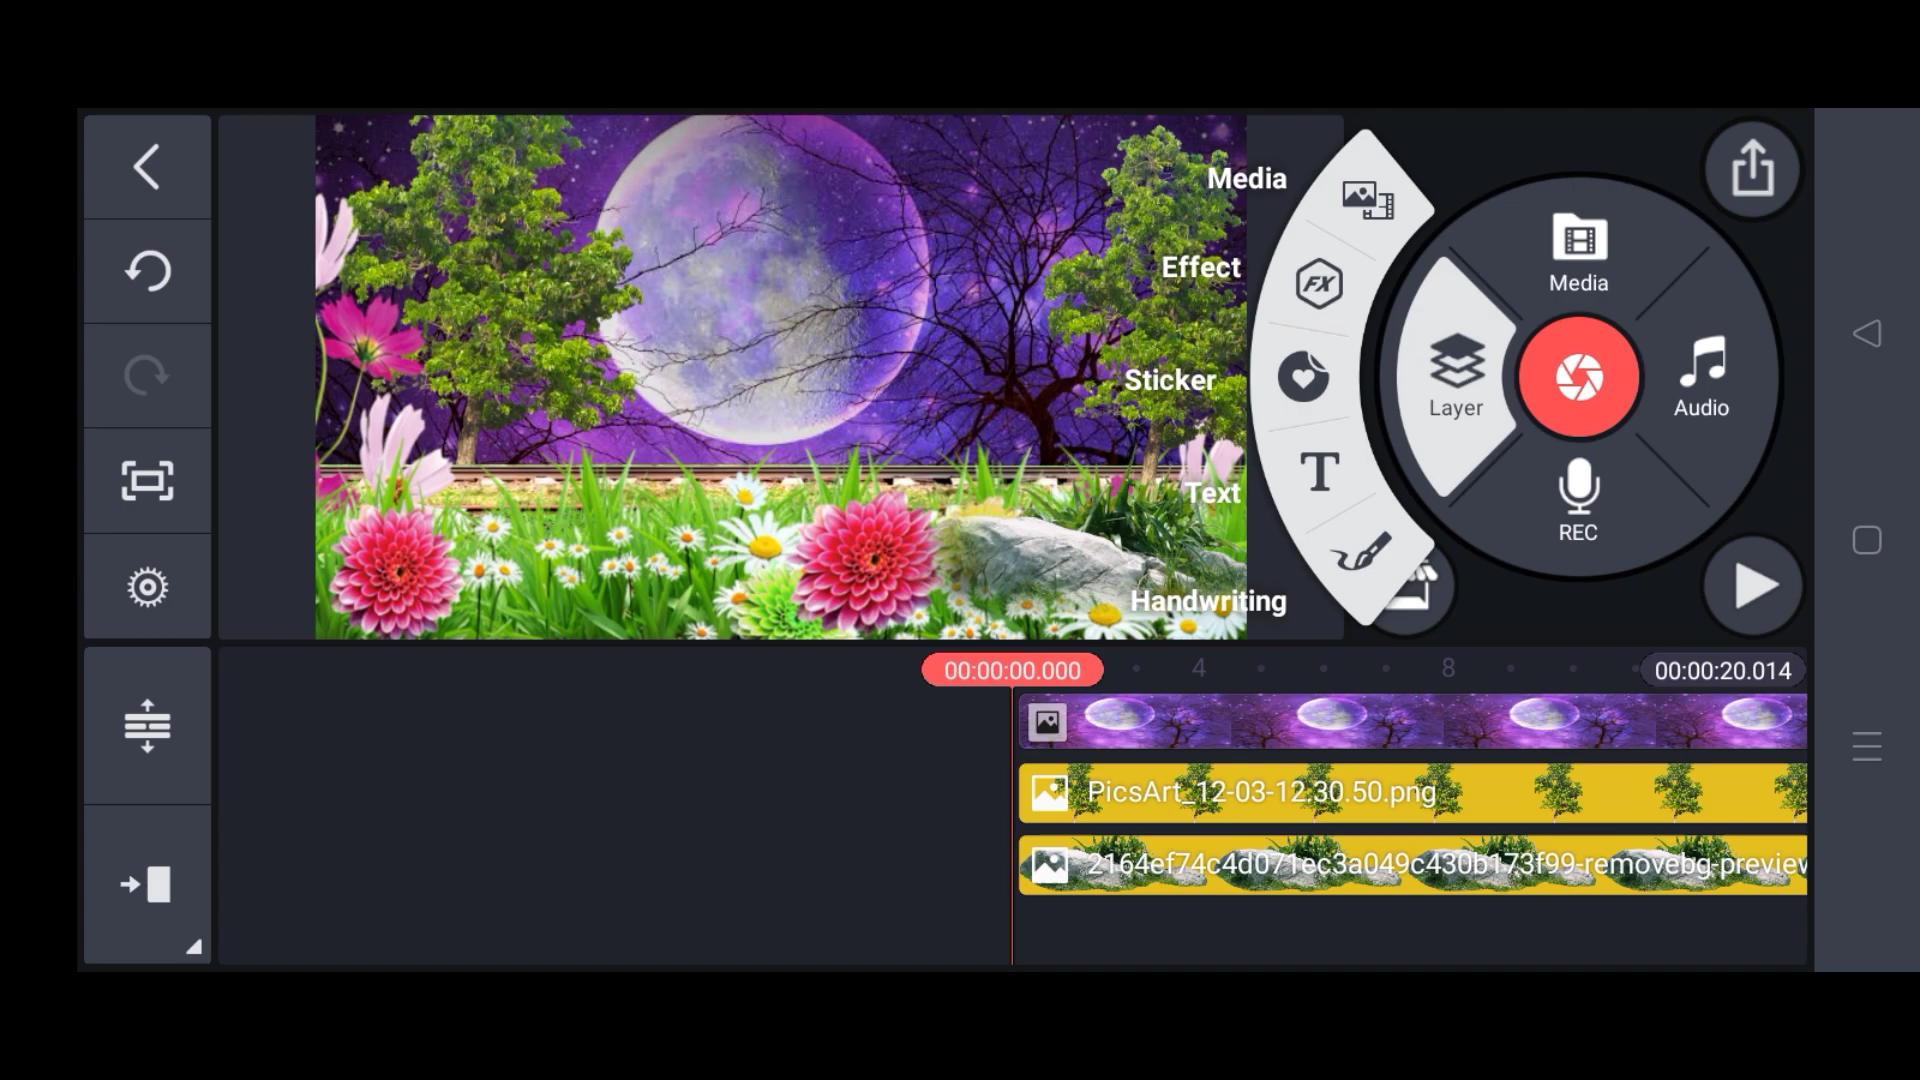 Media
Effect
Sticker
Text
Handwriting
FX
T
Media
Layer
Audio
REC
00:00:00.000
4
8
00:00:20.014
PicsArt_12-03-12.30.50.png
2164ef74c4d071ec3a049c430b173f99-removebg-preview